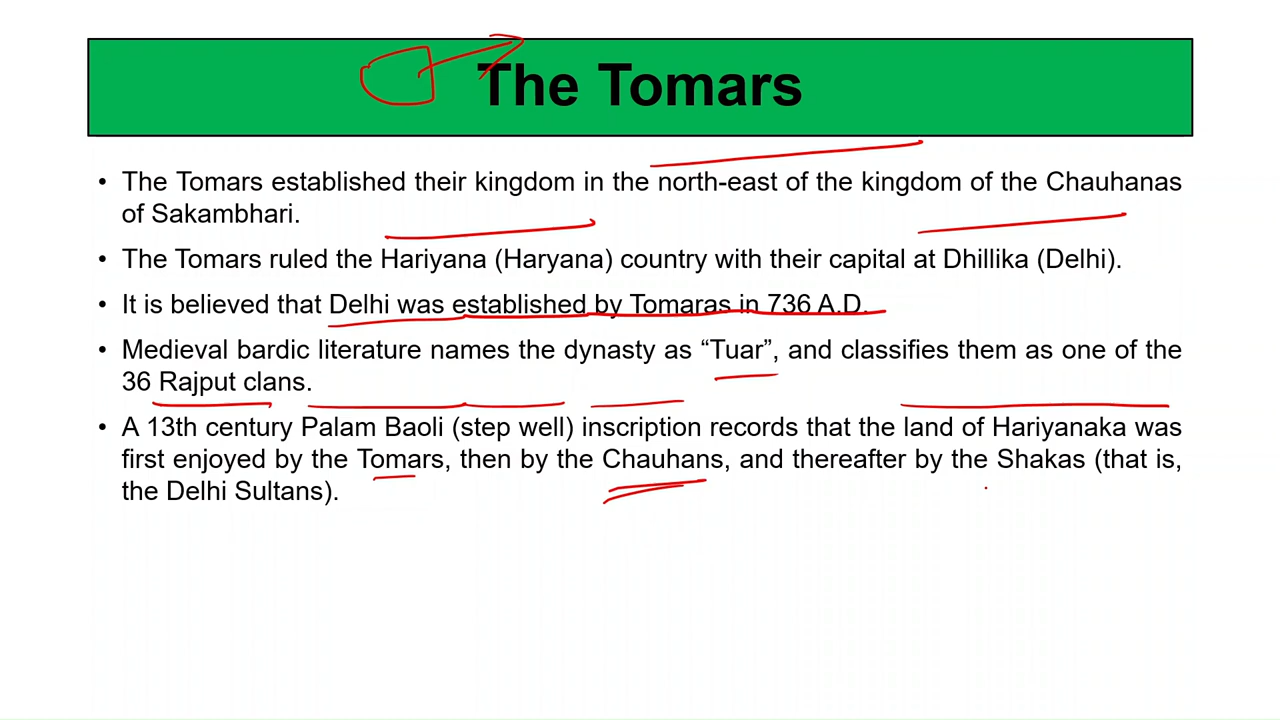 The Tomars
• The Tomars established their kingdom in the north-east of the kingdom of the Chauhanas
of Sakambhari.
• The Tomars ruled the Hariyana (Haryana) country with their capital at Dhillika (Delhi).
• It is believed that Delhi was established by Tomaras in 736 A.D.
• Medieval bardic literature names the dynasty as “Tuar”, and classifies them as one of the
36 Rajput clans.
• A 13th century Palam Baoli (step well) inscription records that the land of Hariyanaka was
first enjoyed by the Tomars, then by the Chauhans, and thereafter by the Shakas (that is,
the Delhi Sultans).